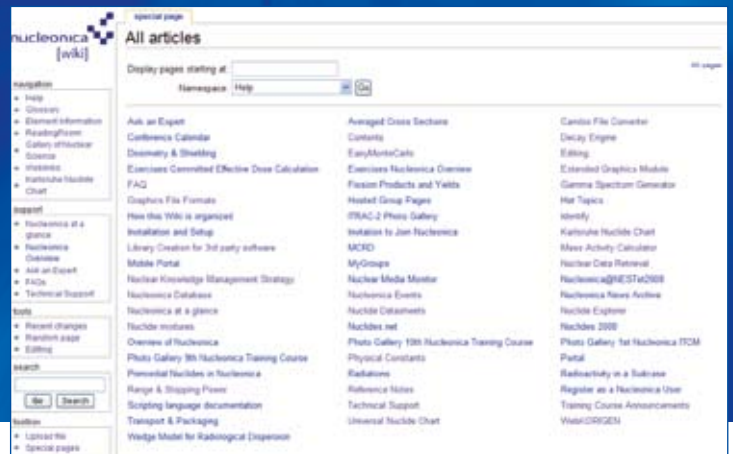 nucleonica
[wiki]
navigation
Help
Glossary
Element Information
ReadingRoom
Gallery of Nuclear
Science
Weblinks
Karlsruhe Nuclide
Chart
support
Nucleonica at a
glance
Nucleonica
Overview
Ask an Expert
FAQs
Technical Support
tools
Recent changes
Random page
Editing
search
Go Search
toolbox
Upload file
Special pages
special page
All articles
Display pages starting at:
All pages
Namespace: Help Go
Ask an Expert Averaged Cross Sections Cambio File Converter
Conference Calendar Contents Decay Engine
Dosimetry & Shielding EasyMonteCarlo Editing
Exercises Committed Effective Dose Calculation Exercises Nucleonica Overview Extended Graphics Module
FAQ Fission Products and Yields Gamma Spectrum Generator
Graphics File Formats Hosted Group Pages Hot Topics
How this Wiki is organized ITRAC-2 Photo Gallery Identify
Installation and Setup Invitation to Join Nucleonica Karlsruhe Nuclide Chart
Library Creation for 3rd party software MCRD Mass Activity Calculator
Mobile Portal MyGroups Nuclear Data Retrieval
Nuclear Knowledge Management Strategy Nuclear Media Monitor Nucleonica@NESTet2008
Nucleonica Database Nucleonica Events Nucleonica News Archive
Nucleonica at a glance Nuclide Datasheets Nuclide Explorer
Nuclide mixtures Nuclides.net Nuclides 2000
Overview of Nucleonica Photo Gallery 10th Nucleonica Training Course Photo Gallery 1st Nucleonica ITCM
Photo Gallery 9th Nucleonica Training Course Physical Constants Portal
Primordial Nuclides in Nucleonica Radiations Radioactivity in a Suitcase
Range & Stopping Power Reference Notes Register as a Nucleonica User
Scripting language documentation Technical Support Training Course Announcements
Transport & Packaging Universal Nuclide Chart WebKORIGEN
Wedge Model for Radiological Dispersion